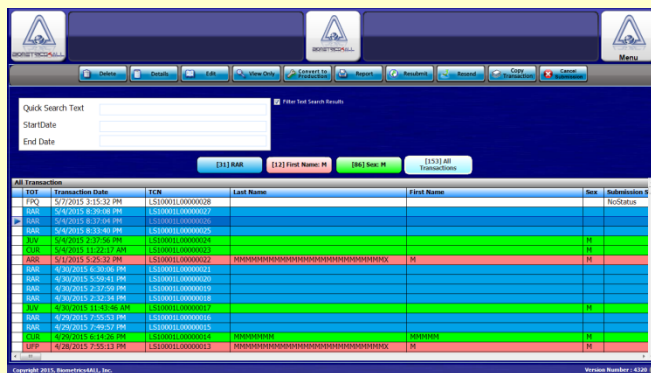 BIOMETRICS4ALL
BIOMETRICS4ALL
Menu
Delete Details Edit View Only Convert to Production Report Resubmit Resend Copy Transaction Cancel Submission
Quick Search Text
Filter Text Search Results
StartDate
End Date
[31] RAR [12] First Name: M [86] Sex: M [153] All Transactions
All Transaction
TOT Transaction Date TCN Last Name First Name Sex Submission S
FPQ 5/7/2015 3:15:32 PM LS10001L00000028 NoStatus
RAR 5/4/2015 8:39:08 PM LS10001L00000027
RAR 5/4/2015 8:37:04 PM LS10001L00000026
RAR 5/4/2015 8:33:40 PM LS10001L00000025
JUV 5/4/2015 2:37:56 PM LS10001L00000024 M
CUR 5/4/2015 11:22:17 AM LS10001L00000023 M
ARR 5/1/2015 5:25:32 PM LS10001L00000022 M M
RAR 4/30/2015 6:30:06 PM LS10001L00000021
RAR 4/30/2015 5:59:41 PM LS10001L00000020
RAR 4/30/2015 2:37:59 PM LS10001L00000019
RAR 4/30/2015 2:32:34 PM LS10001L00000018
JUV 4/30/2015 11:43:46 AM LS10001L00000017 M
RAR 4/29/2015 7:55:53 PM LS10001L00000016
RAR 4/29/2015 7:49:57 PM LS10001L00000015
CUR 4/29/2015 6:14:26 PM LS10001L00000014 MMMMMMM MMMMM M
UFP 4/28/2015 7:55:13 PM LS10001L00000013 M M
Copyright 2015, Biometrics4ALL, Inc. Version Number : 4320